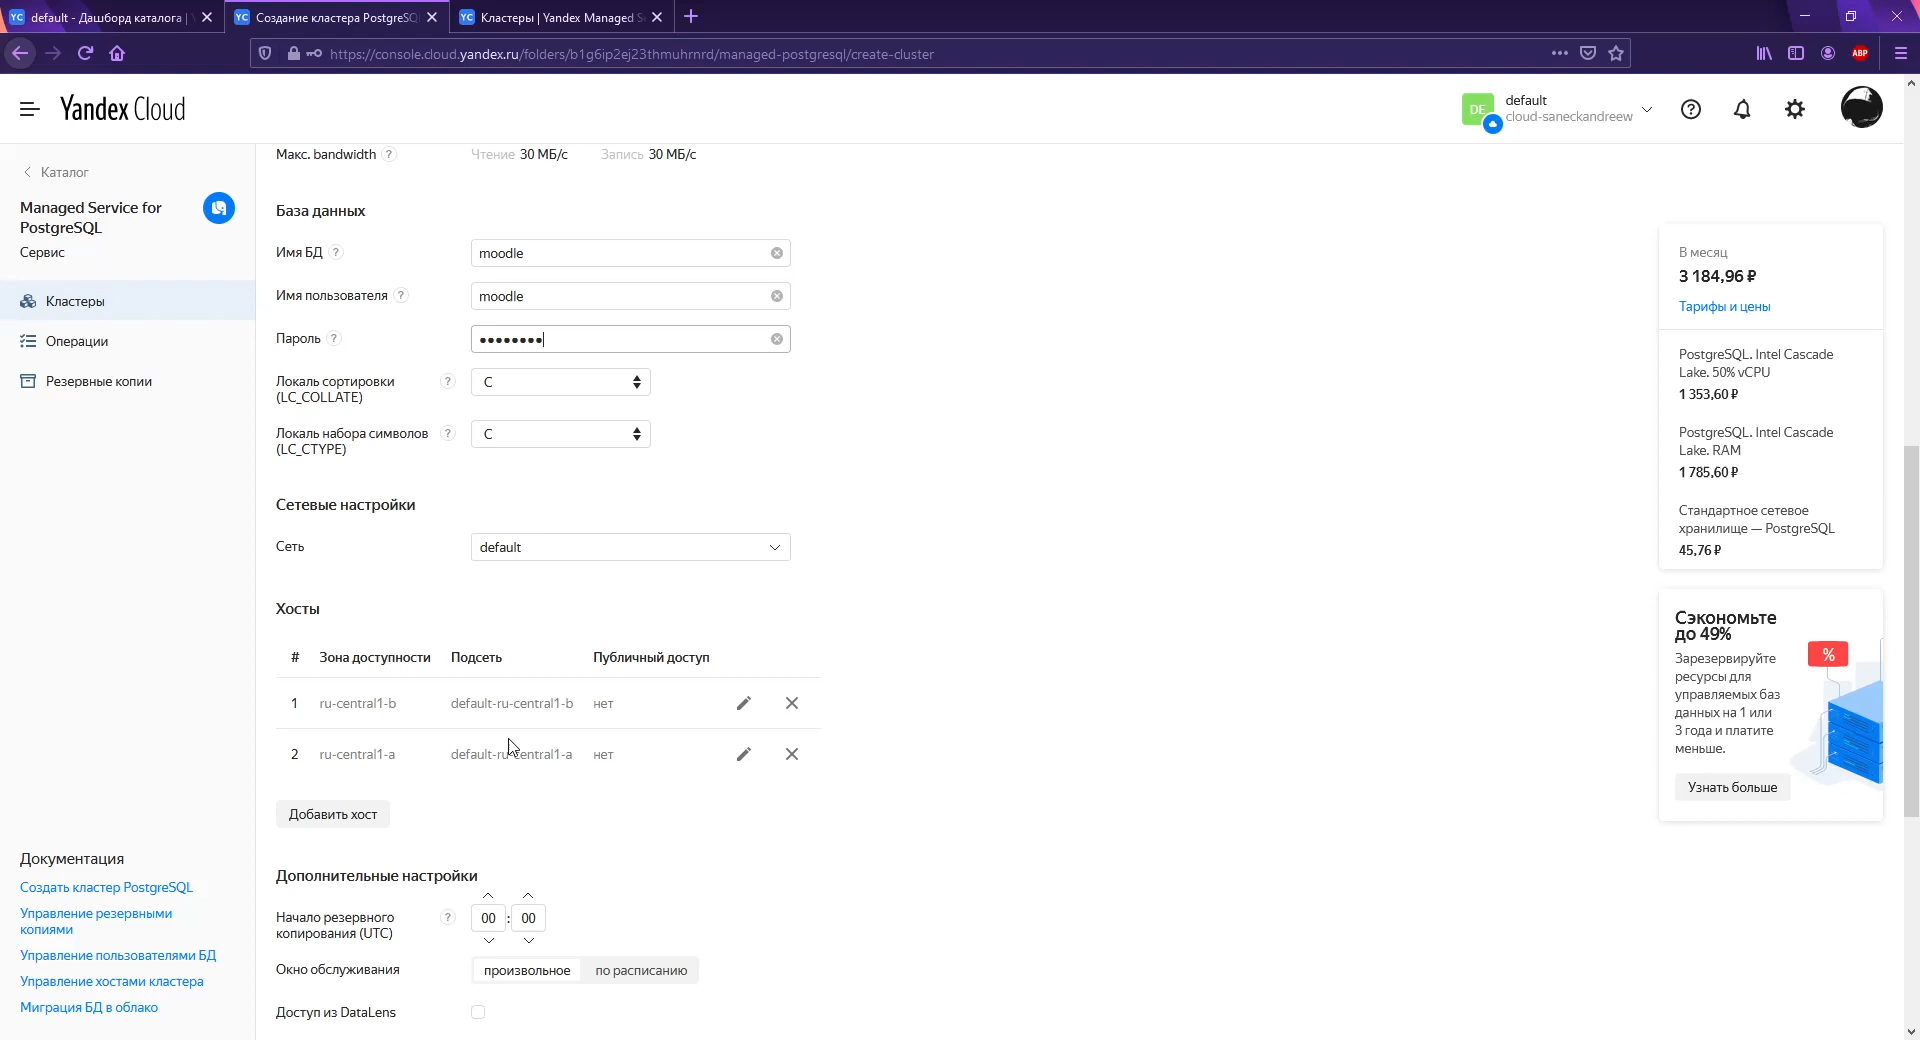 default - Дашборд каталога |
Создание кластера PostgreSQ
Кластеры | Yandex Managed S
https://console.cloud.yandex.ru/folders/b1g6ip2ej23thmuhrnrd/managed-postgresql/create-cluster
ABP
Yandex Cloud
DE
default
cloud-saneckandreew
Каталог
Managed Service for
PostgreSQL
Сервис
Кластеры
Операции
Резервные копии
Документация
Создать кластер PostgreSQL
Управление резервными
копиями
Управление пользователями БД
Управление хостами кластера
Миграция БД в облако
Макс. bandwidth ? Чтение 30 МБ/с Запись 30 МБ/с
База данных
Имя БД ? moodle
Имя пользователя ? moodle
Пароль ? ••••••••
Локаль сортировки ? C
(LC_COLLATE)
Локаль набора символов ? C
(LC_CTYPE)
Сетевые настройки
Сеть default
Хосты
# Зона доступности Подсеть Публичный доступ
1 ru-central1-b default-ru-central1-b нет
2 ru-central1-a default-ru-central1-a нет
Добавить хост
Дополнительные настройки
Начало резервного ? 00 : 00
копирования (UTC)
Окно обслуживания произвольное по расписанию
Доступ из DataLens
В месяц
3 184,96 ₽
Тарифы и цены
PostgreSQL. Intel Cascade
Lake. 50% vCPU
1 353,60 ₽
PostgreSQL. Intel Cascade
Lake. RAM
1 785,60 ₽
Стандартное сетевое
хранилище — PostgreSQL
45,76 ₽
Сэкономьте
до 49%
%
Зарезервируйте
ресурсы для
управляемых баз
данных на 1 или
3 года и платите
меньше.
Узнать больше